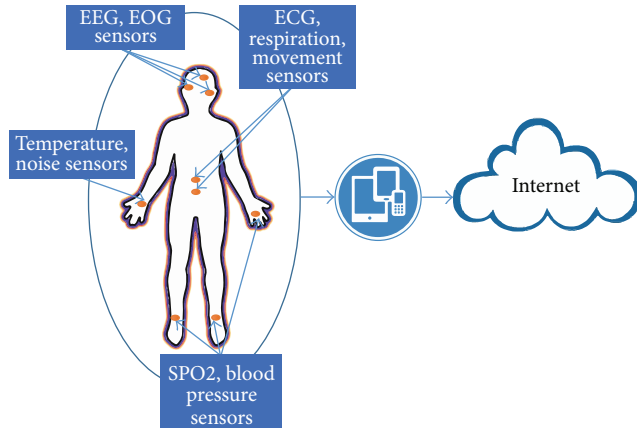 EEG, EOG
sensors
ECG,
respiration,
movement
sensors
Temperature,
noise sensors
Internet
SPO2, blood
pressure
sensors